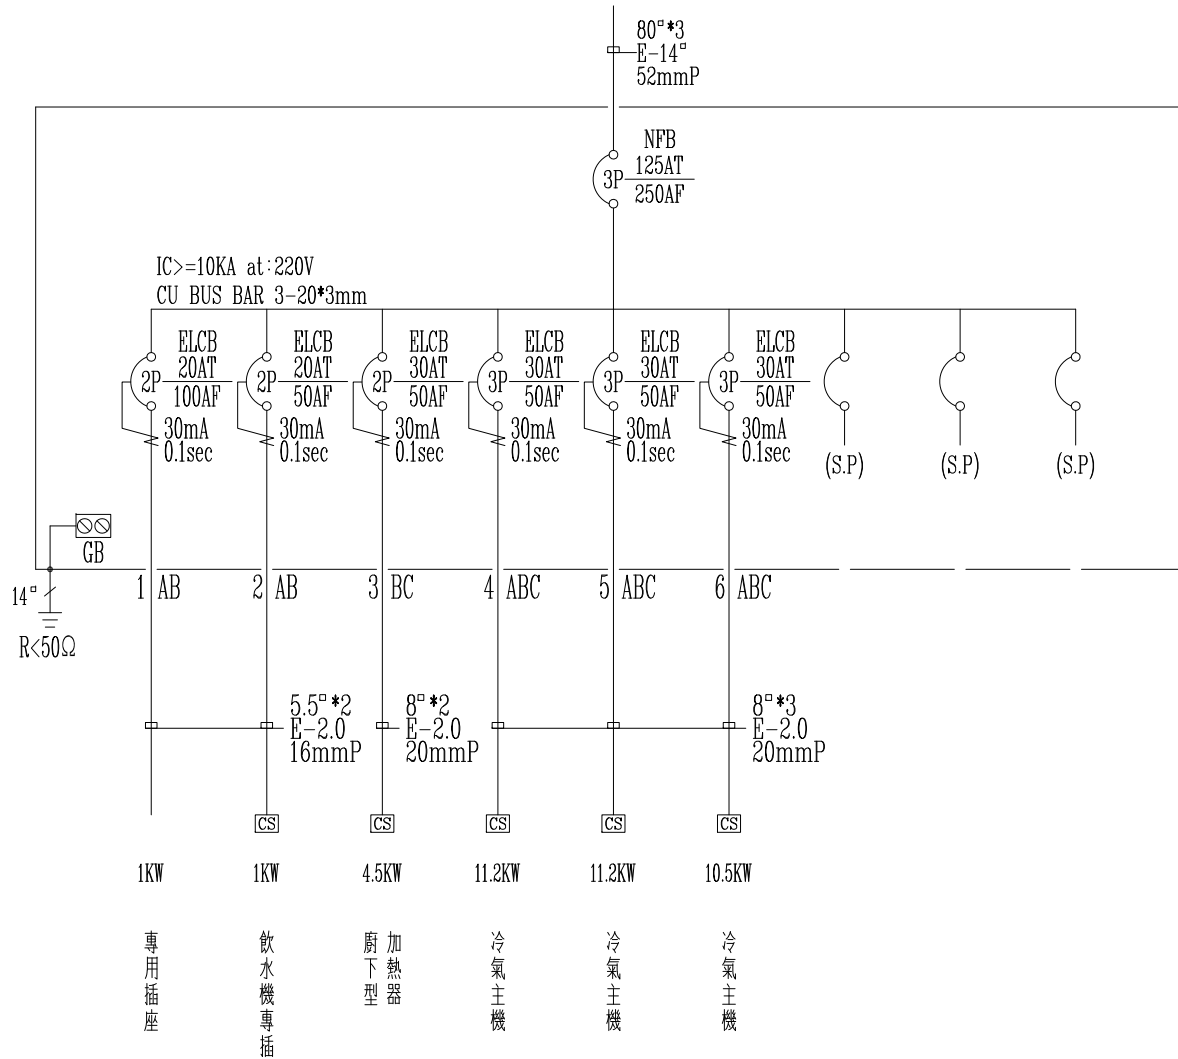 80□*3
E-14□
52mmP
NFB
3P
125AT
250AF
IC>=10KA at:220V
CU BUS BAR 3-20*3mm
ELCB
2P
20AT
100AF
30mA
0.1sec
ELCB
2P
20AT
50AF
30mA
0.1sec
ELCB
2P
30AT
50AF
30mA
0.1sec
ELCB
3P
30AT
50AF
30mA
0.1sec
ELCB
3P
30AT
50AF
30mA
0.1sec
ELCB
3P
30AT
50AF
30mA
0.1sec
(S.P)
(S.P)
(S.P)
GB
14□
R<50Ω
1 AB
2 AB
3 BC
4 ABC
5 ABC
6 ABC
5.5□*2
E-2.0
16mmP
8□*2
E-2.0
20mmP
8□*3
E-2.0
20mmP
CS
CS
CS
CS
CS
1KW
1KW
4.5KW
11.2KW
11.2KW
10.5KW
專用插座
飲水機專插
廚下型
加熱器
冷氣主機
冷氣主機
冷氣主機